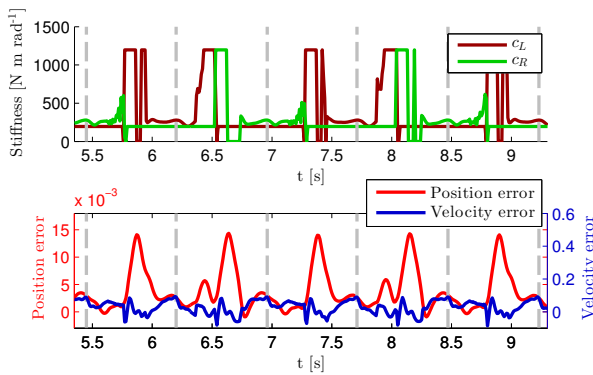 Stiffness [N m rad⁻¹]
1500
1000
500
0
c_L
c_R
5.5 6 6.5 7 7.5 8 8.5 9
t [s]
x 10⁻³
Position error
Velocity error
15
10
5
0
Position error
0.6
0.4
0.2
0
Velocity error
5.5 6 6.5 7 7.5 8 8.5 9
t [s]